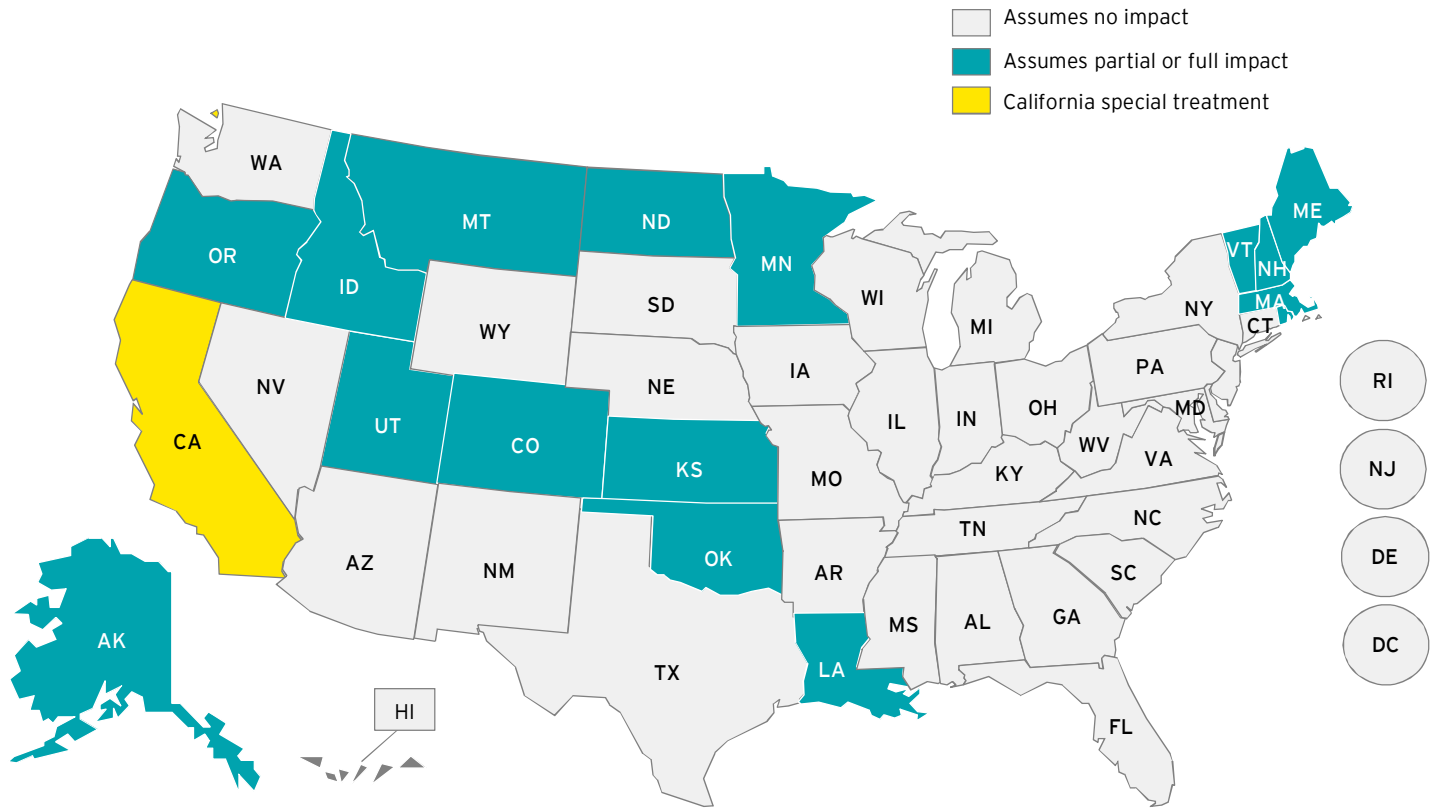 Assumes no impact
Assumes partial or full impact
California special treatment
WA
MT
ND
MN
ME
VT
NH
OR
ID
SD
WI
MI
NY
MA
CT
WY
IA
PA
RI
NV
NE
IL
IN
OH
MD
CA
UT
CO
KS
MO
KY
WV
VA
NJ
AZ
NM
OK
AR
TN
NC
SC
DE
AK
TX
LA
MS
AL
GA
DC
HI
FL